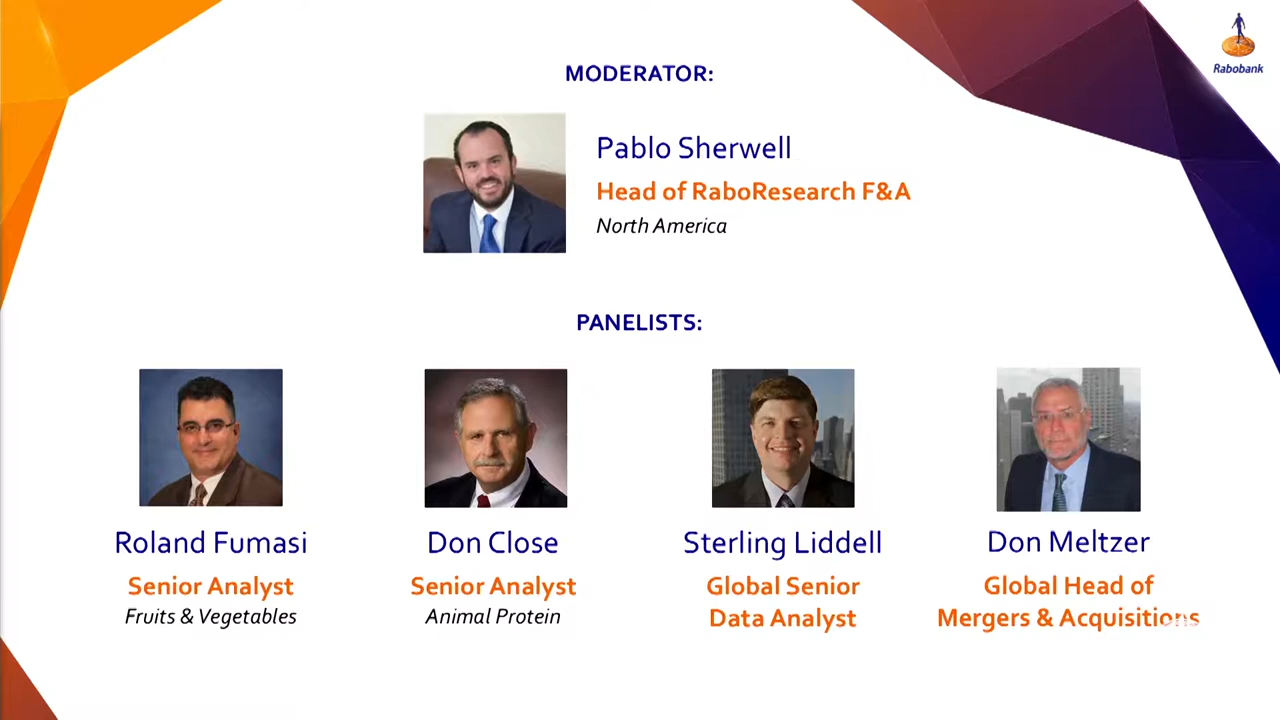 Rabobank
MODERATOR:
Pablo Sherwell
Head of RaboResearch F&A
North America
PANELISTS:
Roland Fumasi
Senior Analyst
Fruits & Vegetables
Don Close
Senior Analyst
Animal Protein
Sterling Liddell
Global Senior
Data Analyst
Don Meltzer
Global Head of
Mergers & Acquisitions